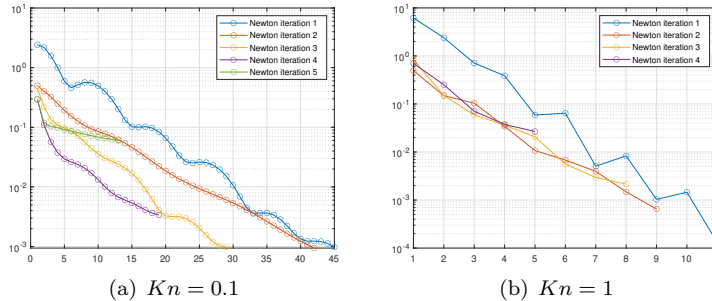 Newton iteration 1
Newton iteration 2
Newton iteration 3
Newton iteration 4
Newton iteration 5
10^1
10^0
10^-1
10^-2
10^-3
0 5 10 15 20 25 30 35 40 45
(a) Kn = 0.1
Newton iteration 1
Newton iteration 2
Newton iteration 3
Newton iteration 4
10^1
10^0
10^-1
10^-2
10^-3
10^-4
1 2 3 4 5 6 7 8 9 10
(b) Kn = 1